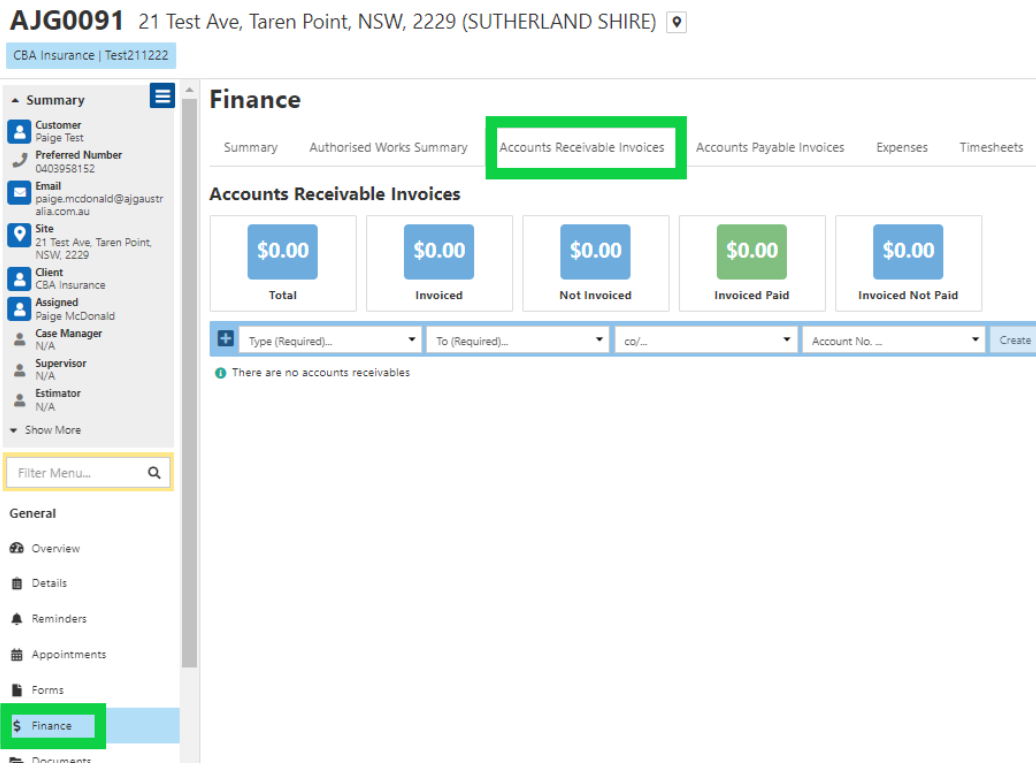 AJG0091 21 Test Ave, Taren Point, NSW, 2229 (SUTHERLAND SHIRE)
CBA Insurance | Test211222
Summary
Customer
Paige Test
Preferred Number
0403958152
Email
paige.mcdonald@ajgaustr
alia.com.au
Site
21 Test Ave, Taren Point,
NSW, 2229
Client
CBA Insurance
Assigned
Paige McDonald
Case Manager
N/A
Supervisor
N/A
Estimator
N/A
Show More
Filter Menu...
General
Overview
Details
Reminders
Appointments
Forms
$ Finance
Documents
Finance
Summary Authorised Works Summary Accounts Receivable Invoices Accounts Payable Invoices Expenses Timesheets
Accounts Receivable Invoices
$0.00 $0.00 $0.00 $0.00 $0.00
Total Invoiced Not Invoiced Invoiced Paid Invoiced Not Paid
Type (Required)... To (Required)... co/... Account No. ... Create
There are no accounts receivables